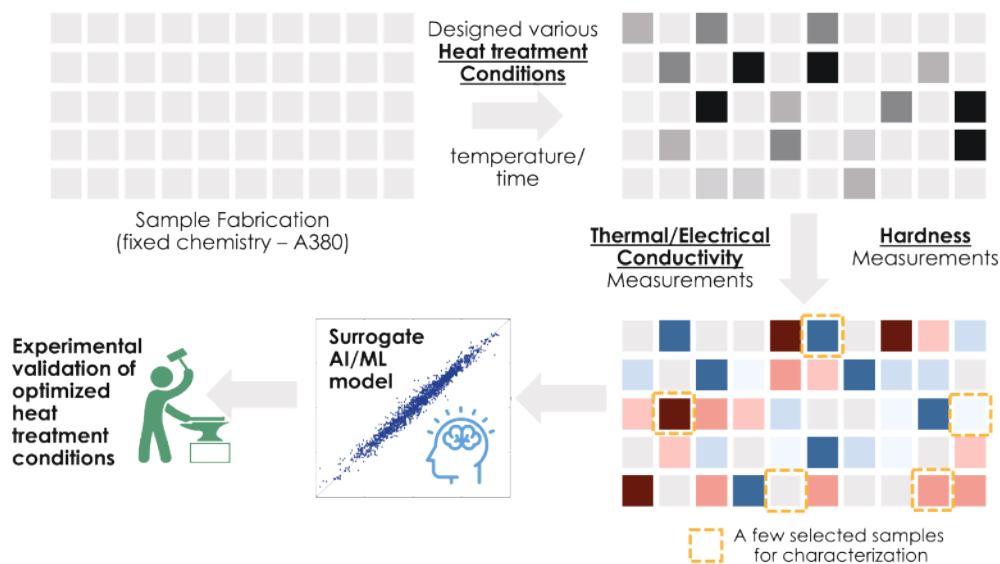 Designed various
Heat treatment
Conditions
temperature/
time
Sample Fabrication
(fixed chemistry – A380)
Thermal/Electrical
Conductivity
Measurements
Hardness
Measurements
Surrogate
AI/ML
model
Experimental
validation of
optimized
heat
treatment
conditions
A few selected samples
for characterization